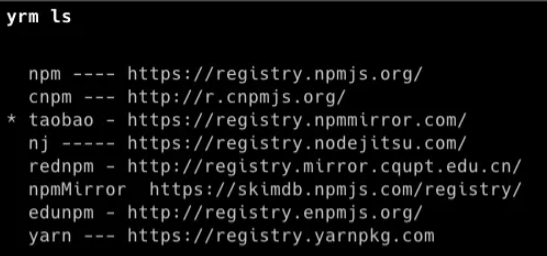 yrm ls
npm ---- https://registry.npmjs.org/
cnpm --- http://r.cnpmjs.org/
* taobao - https://registry.npmmirror.com/
nj ----- https://registry.nodejitsu.com/
rednpm - http://registry.mirror.cqupt.edu.cn/
npmMirror  https://skimdb.npmjs.com/registry/
edunpm - http://registry.enpmjs.org/
yarn --- https://registry.yarnpkg.com